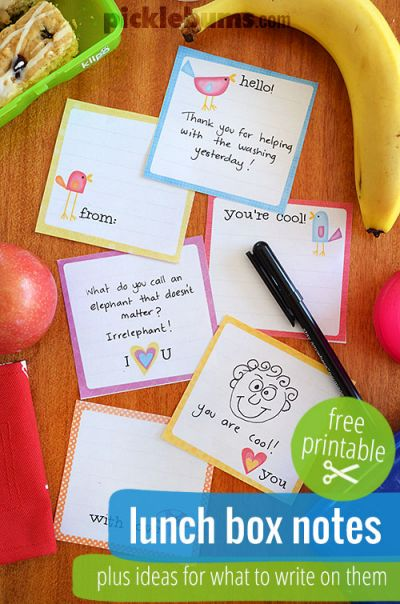 picklebums.com
klip it
hello!
Thank you for helping
with the washing
yesterday!
from:
you're cool!
What do you call an
elephant that doesn't
matter?
Irrelephant!
I U
you are cool!
you
with
free
printable
lunch box notes
plus ideas for what to write on them